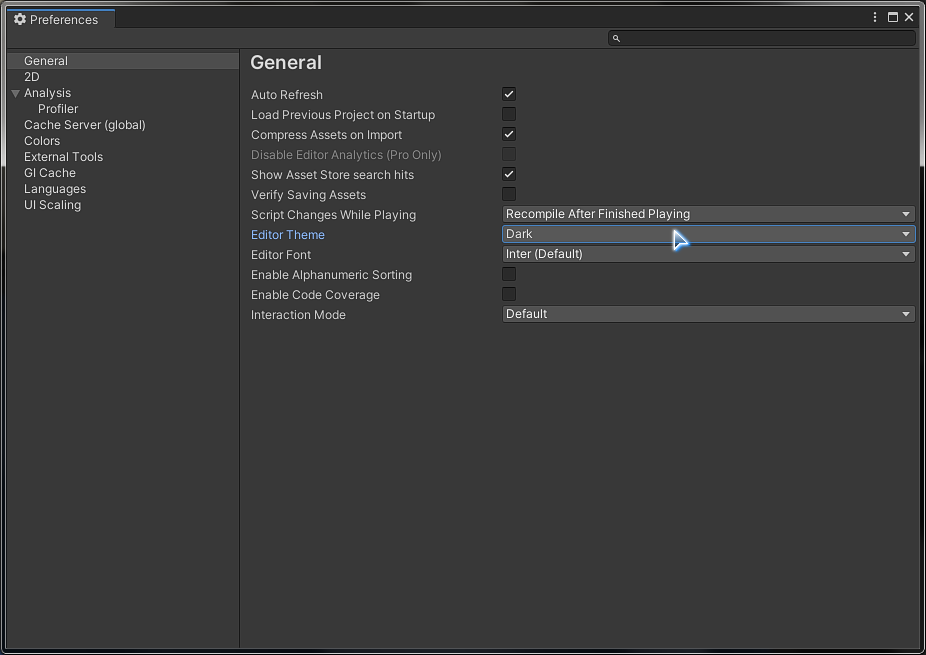 Preferences
General
2D
Analysis
Profiler
Cache Server (global)
Colors
External Tools
GI Cache
Languages
UI Scaling
General
Auto Refresh
Load Previous Project on Startup
Compress Assets on Import
Disable Editor Analytics (Pro Only)
Show Asset Store search hits
Verify Saving Assets
Script Changes While Playing Recompile After Finished Playing
Editor Theme Dark
Editor Font Inter (Default)
Enable Alphanumeric Sorting
Enable Code Coverage
Interaction Mode Default